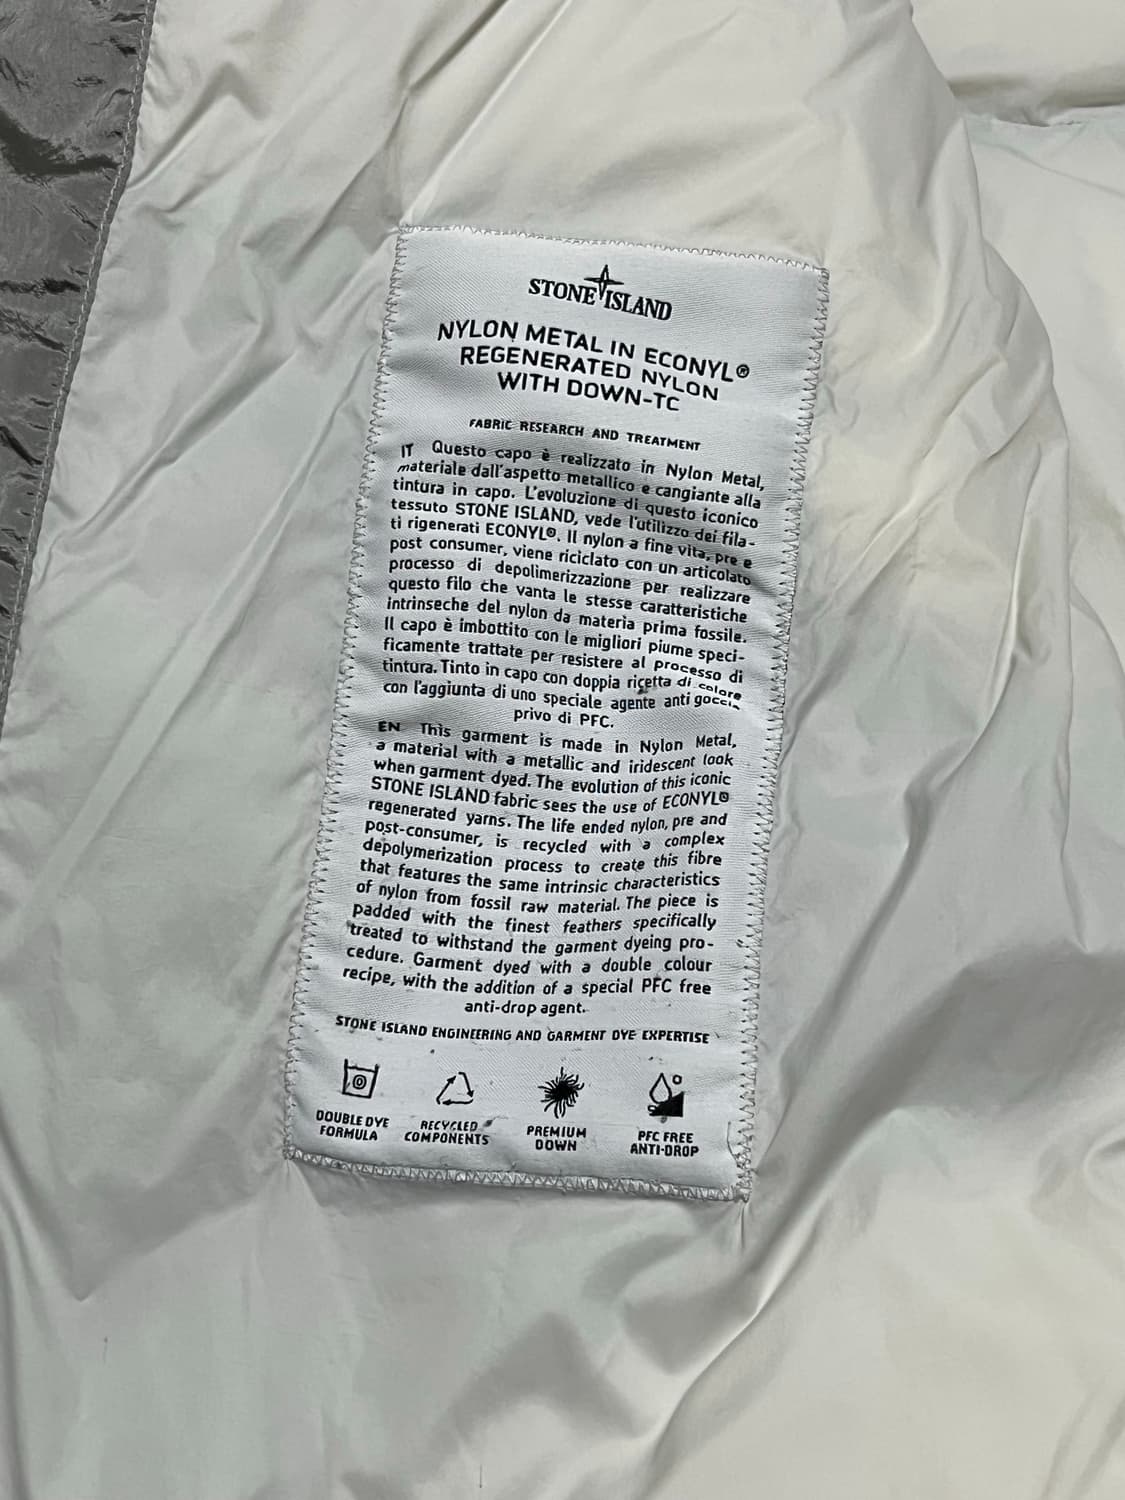 STONE ISLAND
NYLON METAL IN ECONYL®
REGENERATED NYLON
WITH DOWN-TC
FABRIC RESEARCH AND TREATMENT
IT Questo capo è realizzato in Nylon Metal,
materiale dall'aspetto metallico e cangiante alla
tintura in capo. L'evoluzione di questo iconico
tessuto STONE ISLAND, vede l'utilizzo dei fila-
ti rigenerati ECONYL®. Il nylon a fine vita, pre e
post consumer, viene riciclato con un articolato
processo di depolimerizzazione per realizzare
questo filo che vanta le stesse caratteristiche
intrinseche del nylon da materia prima fossile.
Il capo è imbottito con le migliori piume speci-
ficamente trattate per resistere al processo di
tintura. Tinto in capo con doppia ricetta di colore
con l'aggiunta di uno speciale agente anti goccia
privo di PFC.
EN This garment is made in Nylon Metal,
a material with a metallic and iridescent look
when garment dyed. The evolution of this iconic
STONE ISLAND fabric sees the use of ECONYL®
regenerated yarns. The life ended nylon, pre and
post-consumer, is recycled with a complex
depolymerization process to create this fibre
that features the same intrinsic characteristics
of nylon from fossil raw material. The piece is
padded with the finest feathers specifically
treated to withstand the garment dyeing pro-
cedure. Garment dyed with a double colour
recipe, with the addition of a special PFC free
anti-drop agent.
STONE ISLAND ENGINEERING AND GARMENT DYE EXPERTISE
DOUBLE DYE
FORMULA
RECYCLED
COMPONENTS
PREMIUM
DOWN
PFC FREE
ANTI-DROP